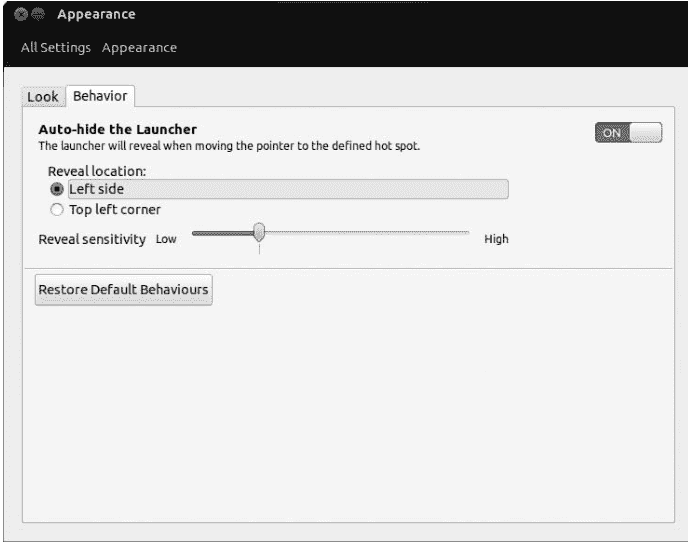 Appearance
All Settings Appearance
Look Behavior
Auto-hide the Launcher
ON
The launcher will reveal when moving the pointer to the defined hot spot.
Reveal location:
Left side
Top left corner
Reveal sensitivity Low High
Restore Default Behaviours